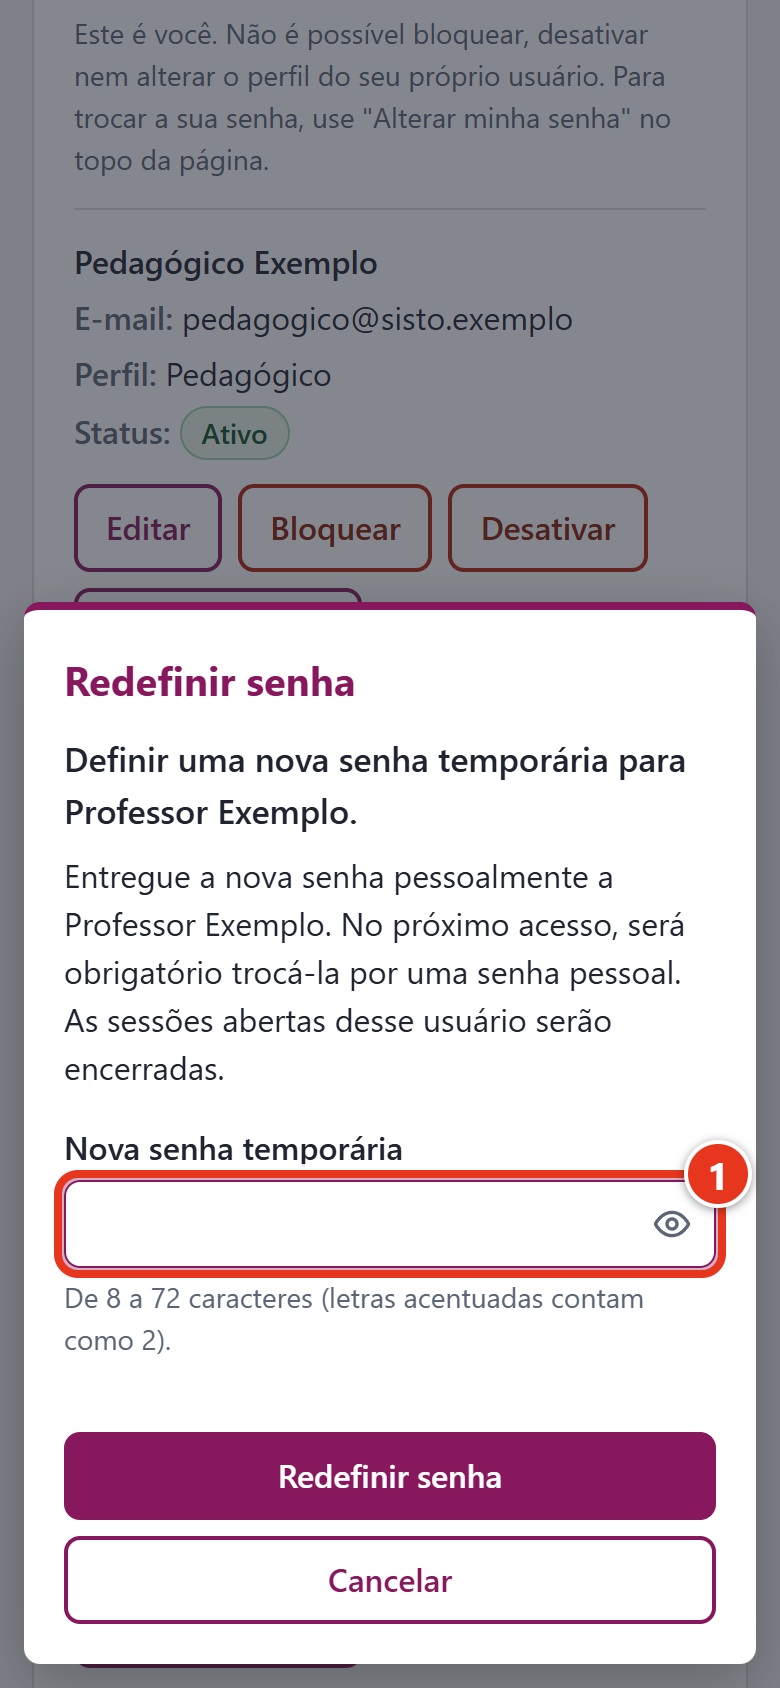 Este é você. Não é possível bloquear, desativar
nem alterar o perfil do seu próprio usuário. Para
trocar a sua senha, use "Alterar minha senha" no
topo da página.
Pedagógico Exemplo
E-mail: pedagogico@sisto.exemplo
Perfil: Pedagógico
Status: Ativo
Editar Bloquear Desativar
Redefinir senha
Definir uma nova senha temporária para
Professor Exemplo.
Entregue a nova senha pessoalmente a
Professor Exemplo. No próximo acesso, será
obrigatório trocá-la por uma senha pessoal.
As sessões abertas desse usuário serão
encerradas.
Nova senha temporária
1
De 8 a 72 caracteres (letras acentuadas contam
como 2).
Redefinir senha
Cancelar